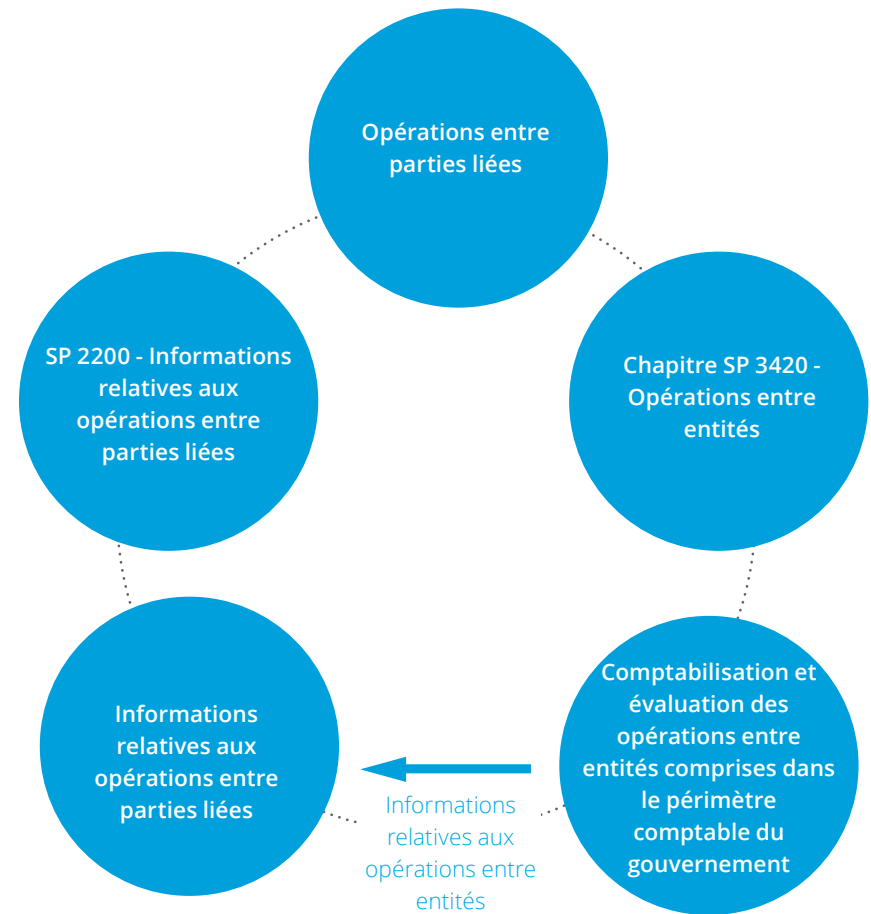 Opérations entre
parties liées
SP 2200 - Informations
relatives aux
opérations entre
parties liées
Chapitre SP 3420 -
Opérations entre
entités
Informations
relatives aux
opérations entre
parties liées
Informations
relatives aux
opérations entre
entités
Comptabilisation et
évaluation des
opérations entre
entités comprises dans
le périmètre
comptable du
gouvernement